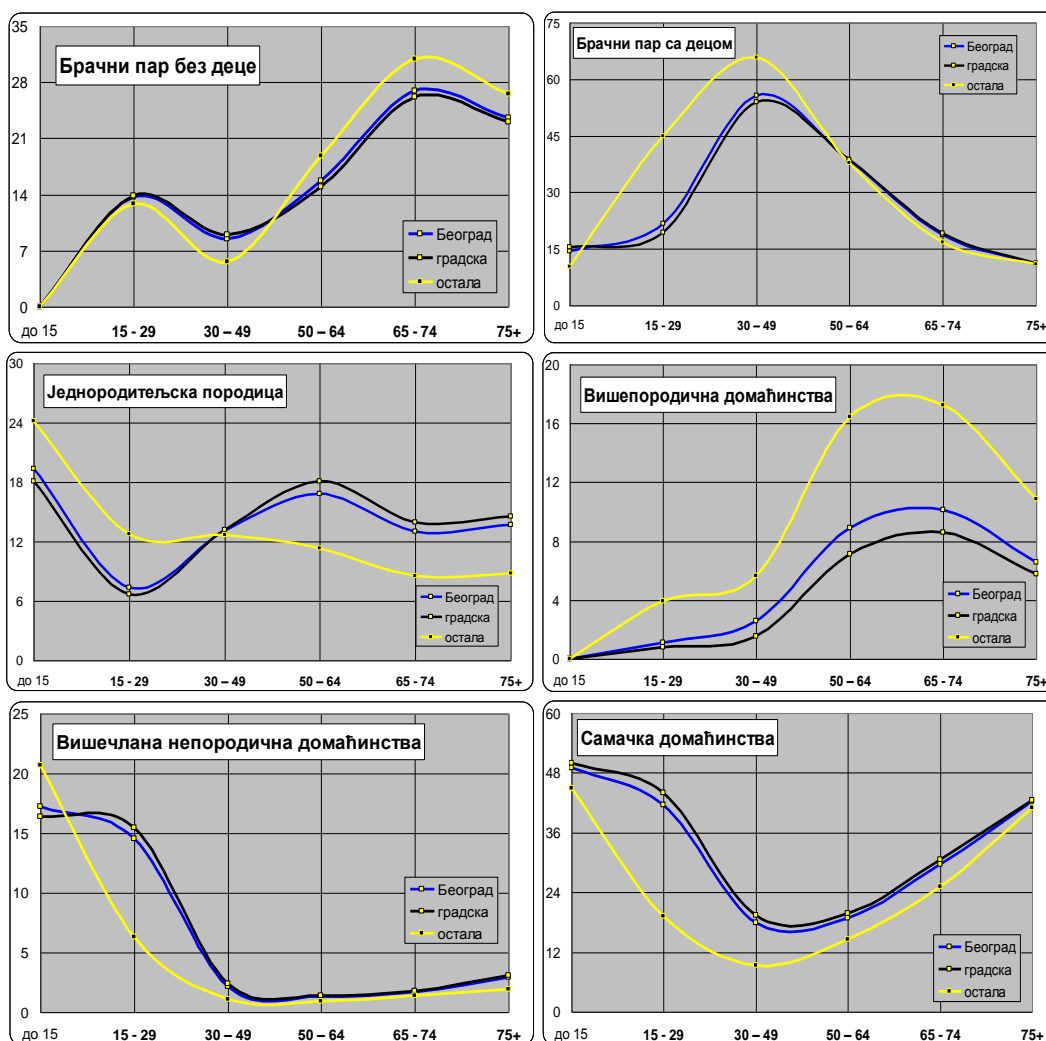 Брачни пар без деце
35
28
21
14
7
0
Београд
градска
остала
до 15 15 - 29 30 – 49 50 – 64 65 - 74 75+
Брачни пар са децом
75
60
45
30
15
0
Београд
градска
остала
до 15 15 - 29 30 – 49 50 – 64 65 - 74 75+
Једнородитељска породица
30
24
18
12
6
0
Београд
градска
остала
до 15 15 - 29 30 – 49 50 – 64 65 - 74 75+
Вишепородична домаћинства
20
16
12
8
4
0
Београд
градска
остала
до 15 15 - 29 30 – 49 50 – 64 65 - 74 75+
Вишечлана непородична домаћинства
25
20
15
10
5
0
Београд
градска
остала
до 15 15 - 29 30 – 49 50 – 64 65 - 74 75+
Самачка домаћинства
60
48
36
24
12
0
Београд
градска
остала
до 15 15 - 29 30 – 49 50 – 64 65 - 74 75+